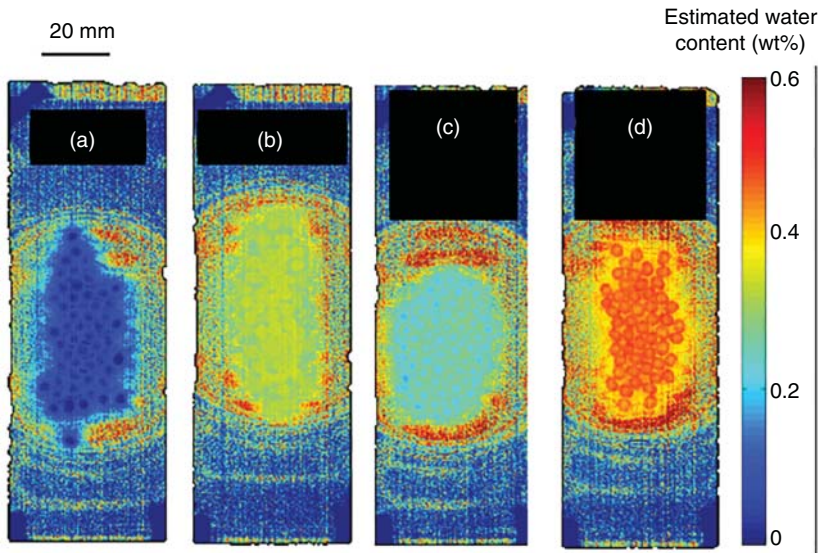 20 mm
Estimated water
content (wt%)
0.6
(a)
(b)
(c)
(d)
0.4
0.2
0